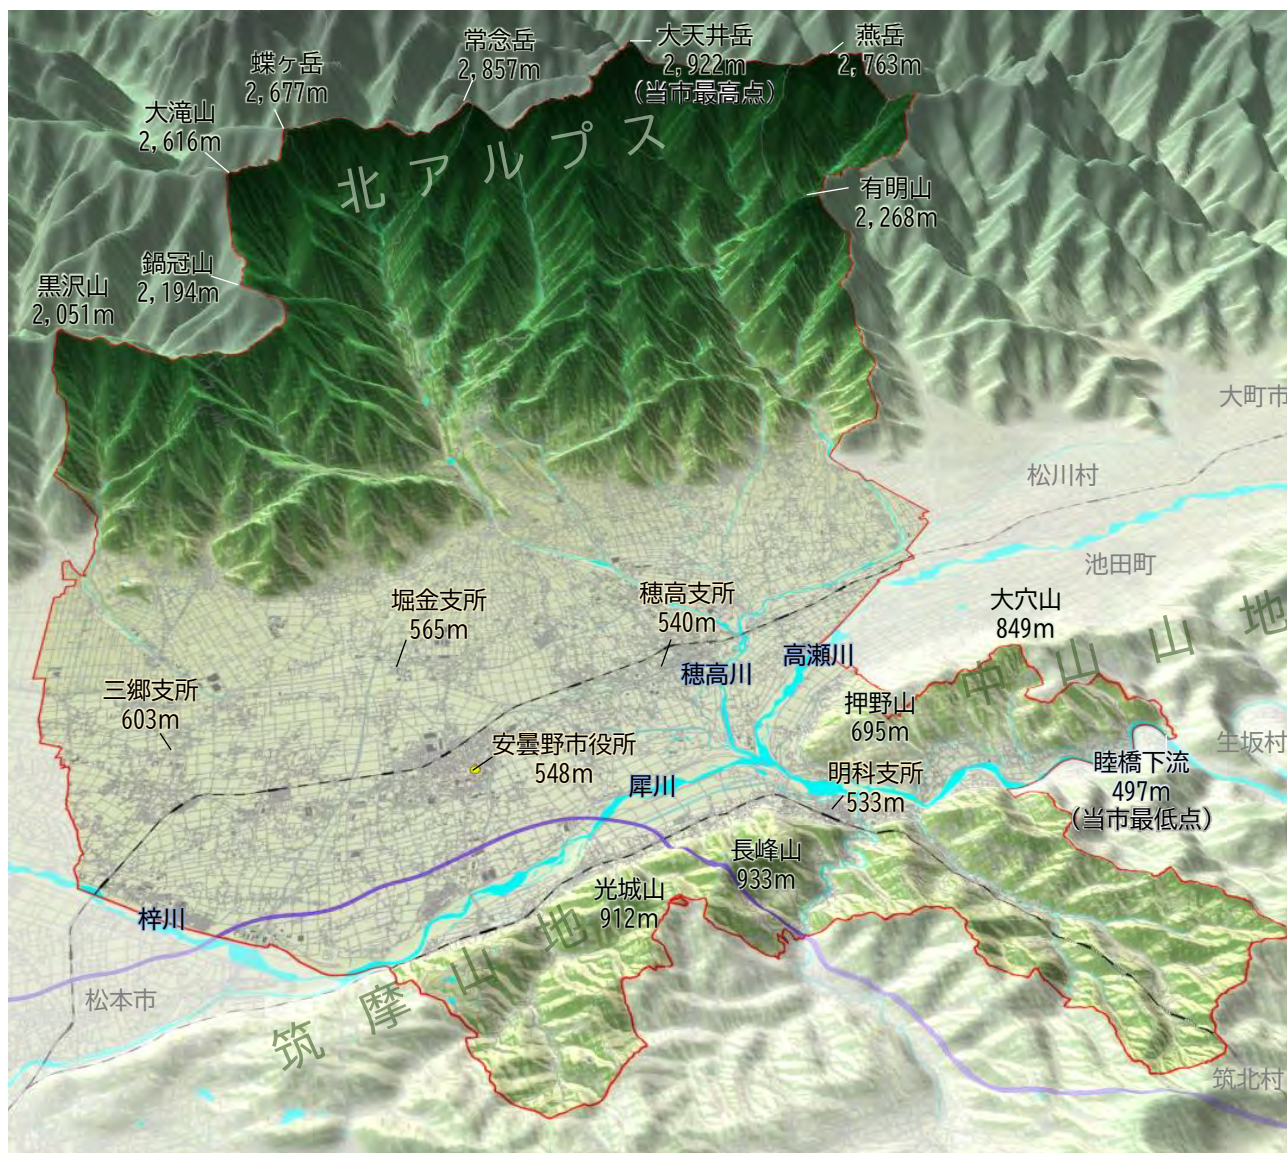 常念岳
2,857m
大天井岳
2,922m
（当市最高点）
燕岳
2,763m
蝶ヶ岳
2,677m
大滝山
2,616m
北アルプス
有明山
2,268m
鍋冠山
2,194m
黒沢山
2,051m
大町市
松川村
池田町
堀金支所
565m
穂高支所
540m
大穴山
849m
中山山地
高瀬川
穂高川
三郷支所
603m
押野山
695m
生坂村
安曇野市役所
548m
犀川
明科支所
533m
睦橋下流
497m
（当市最低点）
長峰山
933m
光城山
912m
梓川
松本市
筑摩山地
筑北村